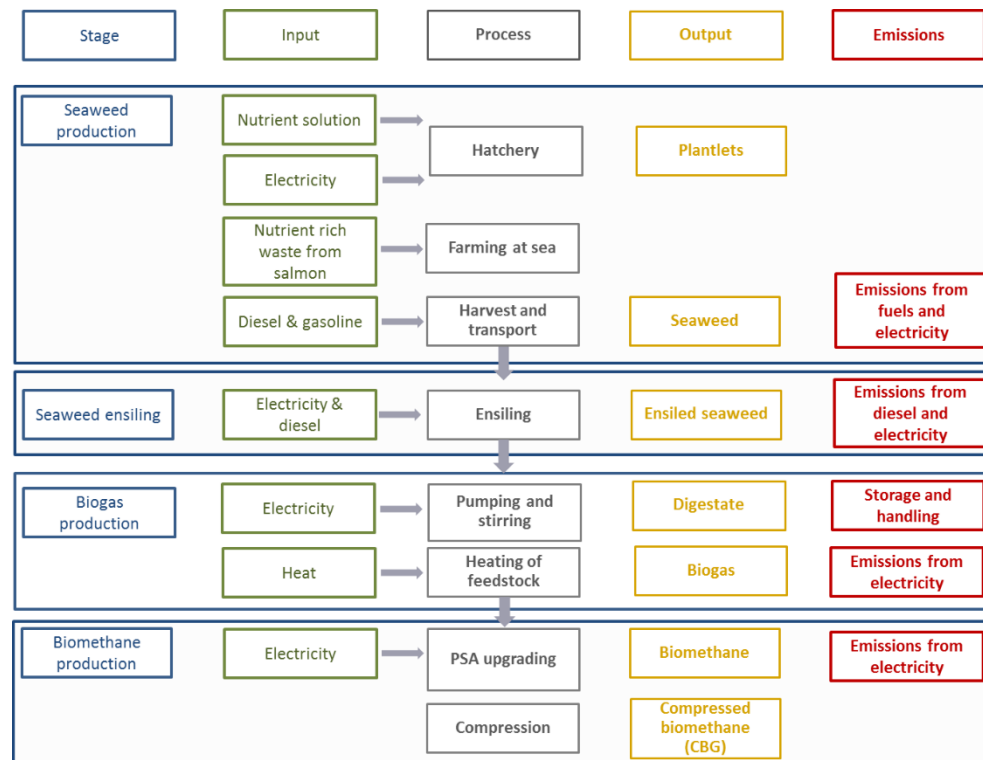 Stage
Input
Process
Output
Emissions
Seaweed
production
Nutrient solution
Hatchery
Plantlets
Electricity
Nutrient rich
waste from
salmon
Farming at sea
Diesel & gasoline
Harvest and
transport
Seaweed
Emissions from
fuels and
electricity
Seaweed ensiling
Electricity &
diesel
Ensiling
Ensiled seaweed
Emissions from
diesel and
electricity
Biogas
production
Electricity
Pumping and
stirring
Digestate
Storage and
handling
Heat
Heating of
feedstock
Biogas
Emissions from
electricity
Biomethane
production
Electricity
PSA upgrading
Biomethane
Emissions from
electricity
Compression
Compressed
biomethane
(CBG)